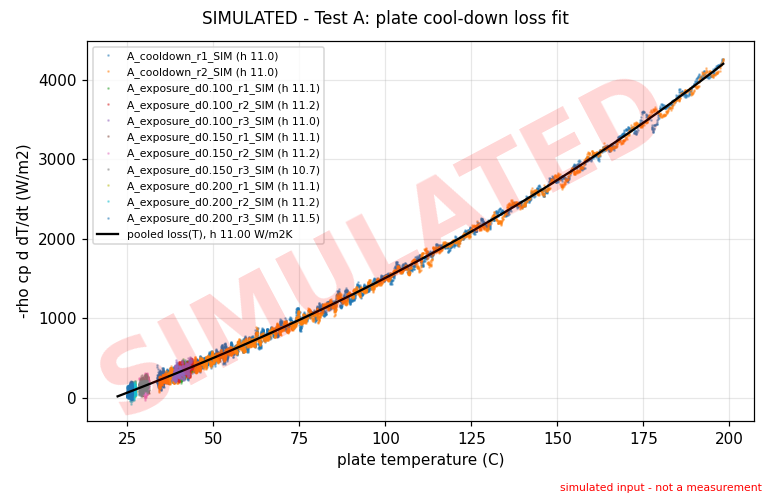 SIMULATED - Test A: plate cool-down loss fit
A_cooldown_r1_SIM (h 11.0)
A_cooldown_r2_SIM (h 11.0)
A_exposure_d0.100_r1_SIM (h 11.1)
A_exposure_d0.100_r2_SIM (h 11.2)
A_exposure_d0.100_r3_SIM (h 11.0)
A_exposure_d0.150_r1_SIM (h 11.1)
A_exposure_d0.150_r2_SIM (h 11.2)
A_exposure_d0.150_r3_SIM (h 10.7)
A_exposure_d0.200_r1_SIM (h 11.1)
A_exposure_d0.200_r2_SIM (h 11.2)
A_exposure_d0.200_r3_SIM (h 11.5)
pooled loss(T), h 11.00 W/m2K
SIMULATED
-rho cp d dT/dt (W/m2)
4000
3000
2000
1000
0
25 50 75 100 125 150 175 200
plate temperature (C)
simulated input - not a measurement